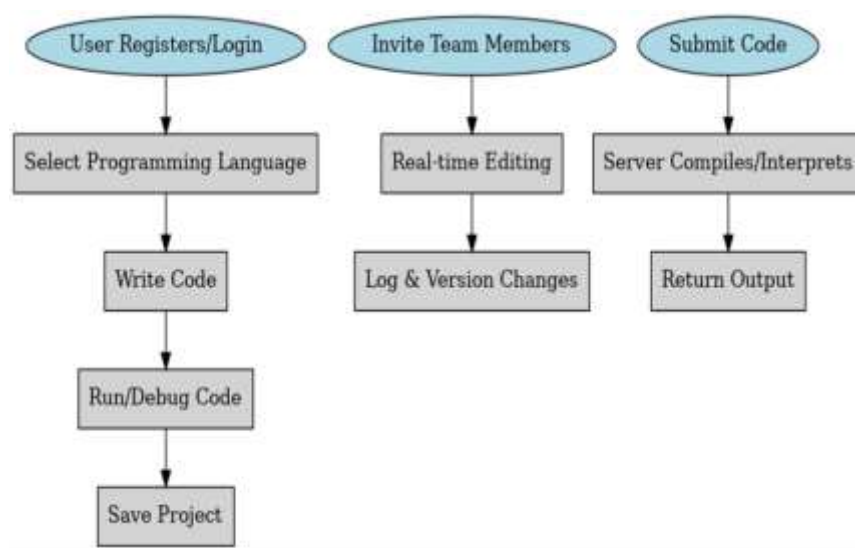 User Registers/Login
Invite Team Members
Submit Code
Select Programming Language
Real-time Editing
Server Compiles/Interprets
Write Code
Log & Version Changes
Return Output
Run/Debug Code
Save Project